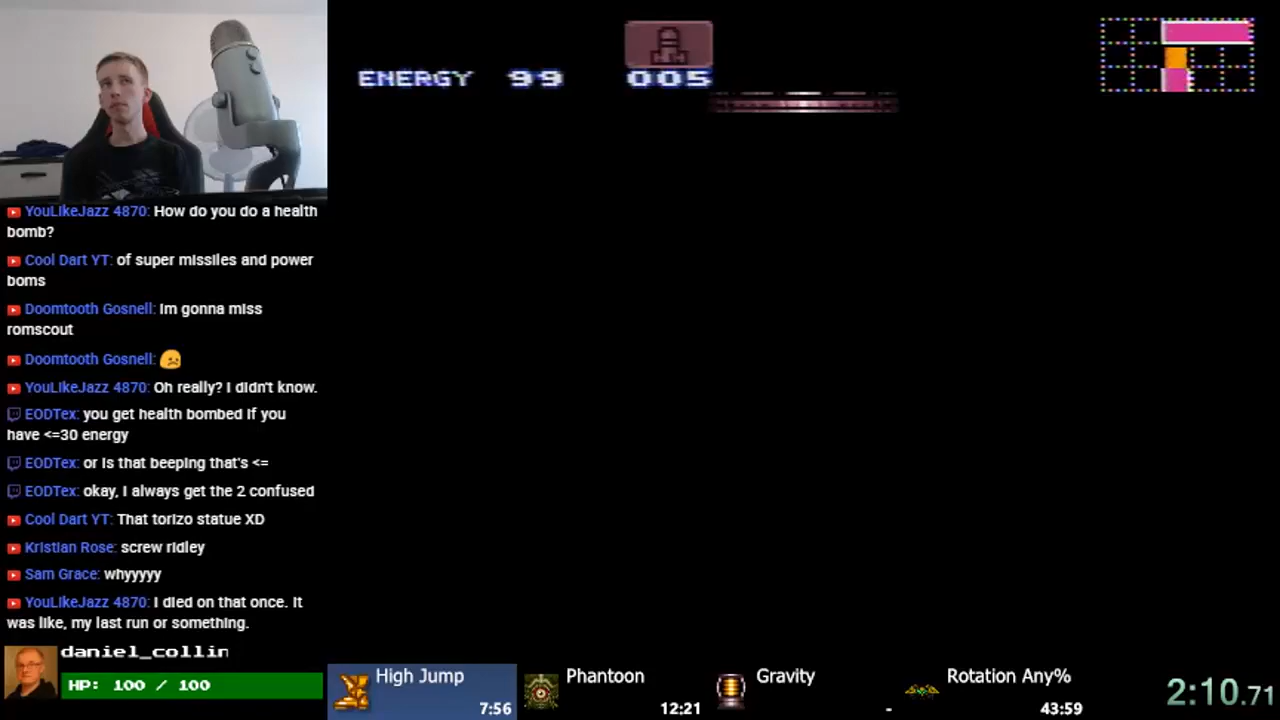 ENERGY 99 005
YouLikeJazz 4870: How do you do a health
bomb?
Cool Dart YT: of super missiles and power
boms
Doomtooth Gosnell: Im gonna miss
romscout
Doomtooth Gosnell:
YouLikeJazz 4870: Oh really? I didn't know.
EODTex: you get health bombed if you
have <=30 energy
EODTex: or is that beeping that's <=
EODTex: okay, I always get the 2 confused
Cool Dart YT: That torizo statue XD
Kristian Rose: screw ridley
Sam Grace: whyyyyy
YouLikeJazz 4870: I died on that once. It
was like, my last run or something.
daniel_collin
HP: 100 / 100
High Jump
7:56
Phantoon
12:21
Gravity
-
Rotation Any%
43:59
2:10.71